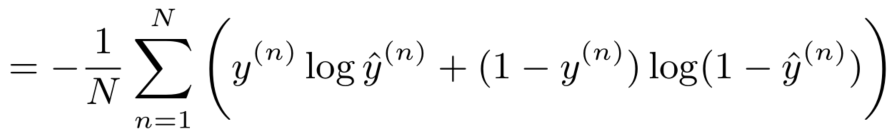 = -\frac{1}{N} \sum_{n=1}^{N} \left( y^{(n)} \log \hat{y}^{(n)} + (1 - y^{(n)}) \log(1 - \hat{y}^{(n)}) \right)